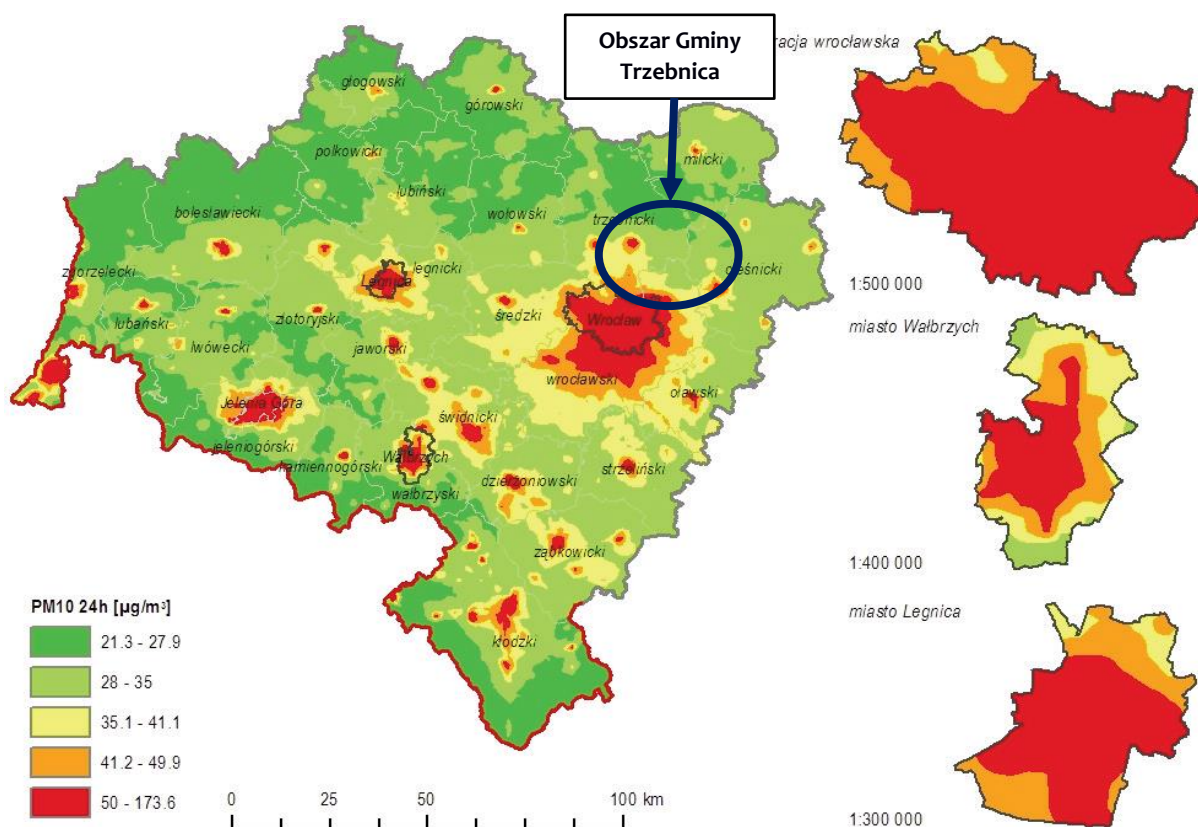 Obszar Gminy
Trzebnica
acja wrocławska
głogowski
górowski
polkowicki
milicki
lubiński
bolesławiecki
wołowski
trzebnicki
zgorzelecki
legnicki
oleśnicki
Legnica
1:500 000
lubański
złotoryjski
średzki
Wrocław
miasto Wałbrzych
lwówecki
jaworski
wrocławski
Jelenia Góra
oławski
świdnicki
jeleniogórski
kamiennogórski
Wałbrzych
strzeliński
dzierżoniowski
wałbrzyski
ząbkowicki
1:400 000
PM10 24h [µg/m³]
miasto Legnica
21.3 - 27.9
kłodzki
28 - 35
35.1 - 41.1
41.2 - 49.9
50 - 173.6
0 25 50 100 km
1:300 000